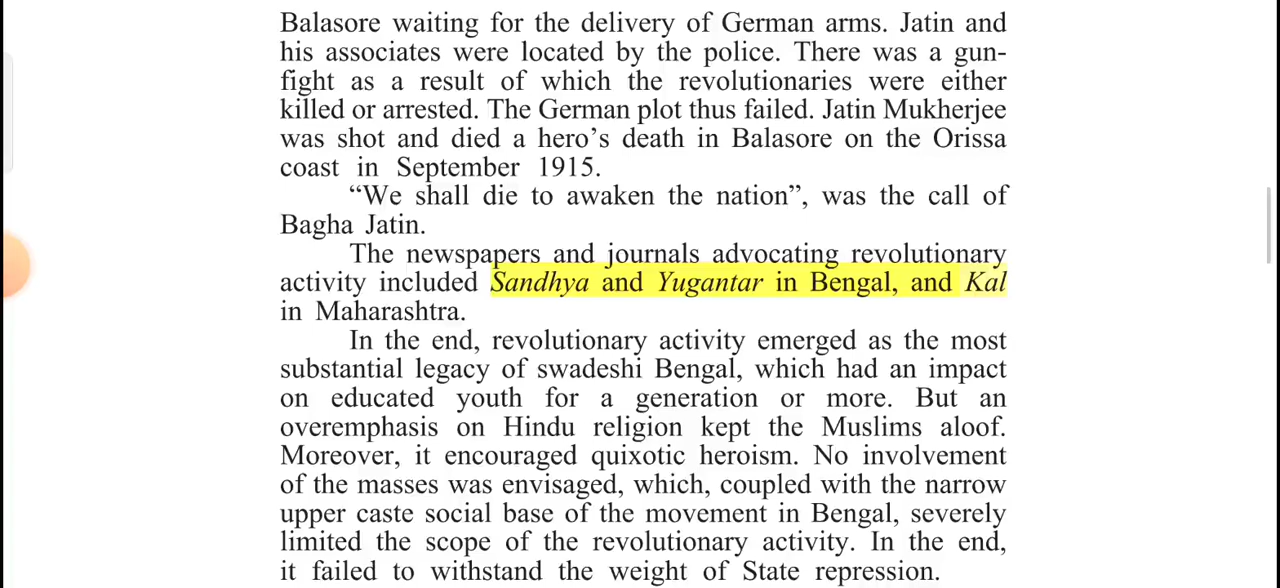 Balasore waiting for the delivery of German arms. Jatin and
his associates were located by the police. There was a gun-
fight as a result of which the revolutionaries were either
killed or arrested. The German plot thus failed. Jatin Mukherjee
was shot and died a hero’s death in Balasore on the Orissa
coast in September 1915.
“We shall die to awaken the nation”, was the call of
Bagha Jatin.
The newspapers and journals advocating revolutionary
activity included Sandhya and Yugantar in Bengal, and Kal
in Maharashtra.
In the end, revolutionary activity emerged as the most
substantial legacy of swadeshi Bengal, which had an impact
on educated youth for a generation or more. But an
overemphasis on Hindu religion kept the Muslims aloof.
Moreover, it encouraged quixotic heroism. No involvement
of the masses was envisaged, which, coupled with the narrow
upper caste social base of the movement in Bengal, severely
limited the scope of the revolutionary activity. In the end,
it failed to withstand the weight of State repression.